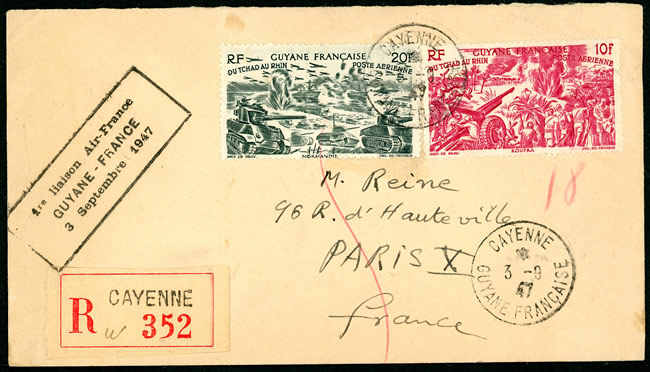 RF GUYANE FRANÇAISE 20F
DU TCHAD AU RHIN POSTE AERIENNE
NORMANDIE
RF GUYANE FRANÇAISE 10F
DU TCHAD AU RHIN POSTE AERIENNE
KOUFRA
CAYENNE
1re liaison Air-France
GUYANE-FRANCE
3 Septembre 1947
M. Reine
96 R. d'Hauteville
PARIS X
France
18
CAYENNE
3 -9
47
GUYANE FRANÇAISE
CAYENNE
R 352